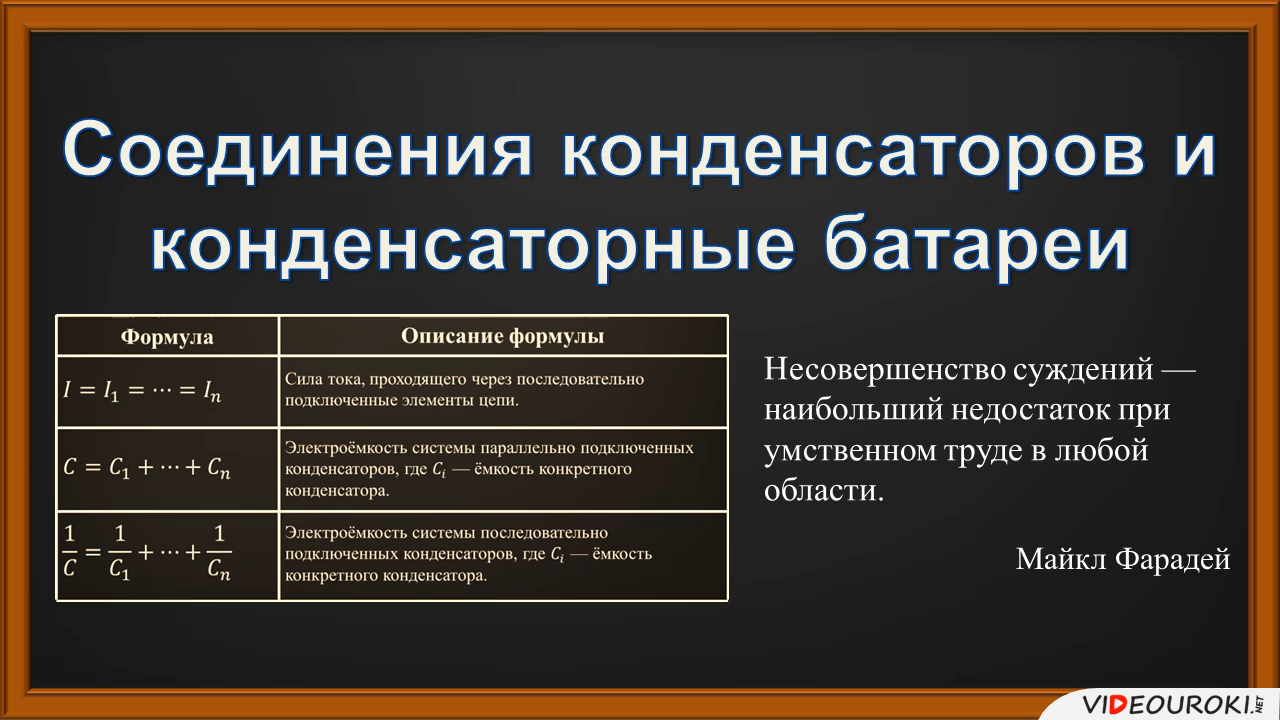 Соединения конденсаторов и
конденсаторные батареи
Формула
Описание формулы
I = I₁ = ⋯ = Iₙ
Сила тока, проходящего через последовательно
подключенные элементы цепи.
C = C₁ + ⋯ + Cₙ
Электроёмкость системы параллельно подключенных
конденсаторов, где Cᵢ — ёмкость конкретного
конденсатора.
1/C = 1/C₁ + ⋯ + 1/Cₙ
Электроёмкость системы последовательно
подключенных конденсаторов, где Cᵢ — ёмкость
конкретного конденсатора.
Несовершенство суждений —
наибольший недостаток при
умственном труде в любой
области.
Майкл Фарадей
VIDEOUROKI.NET